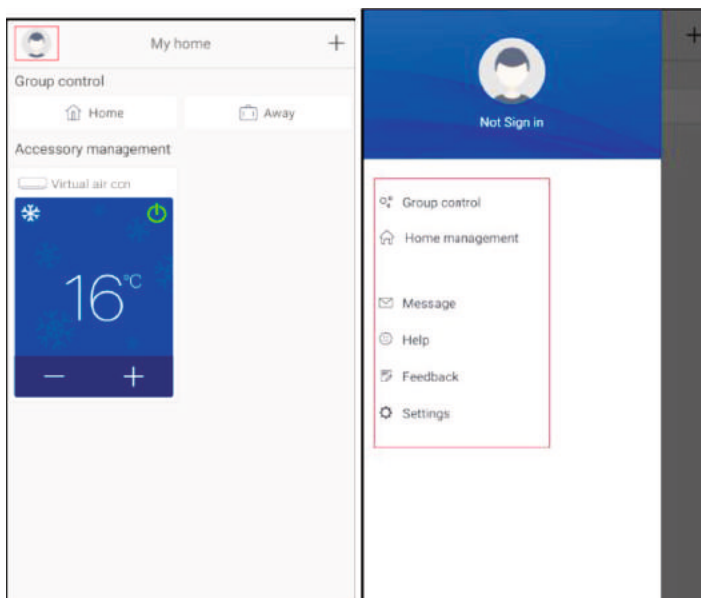 My home +
Group control
Home Away
Accessory management
Virtual air con
16°C
− +
+
Not Sign in
Group control
Home management
Message
Help
Feedback
Settings